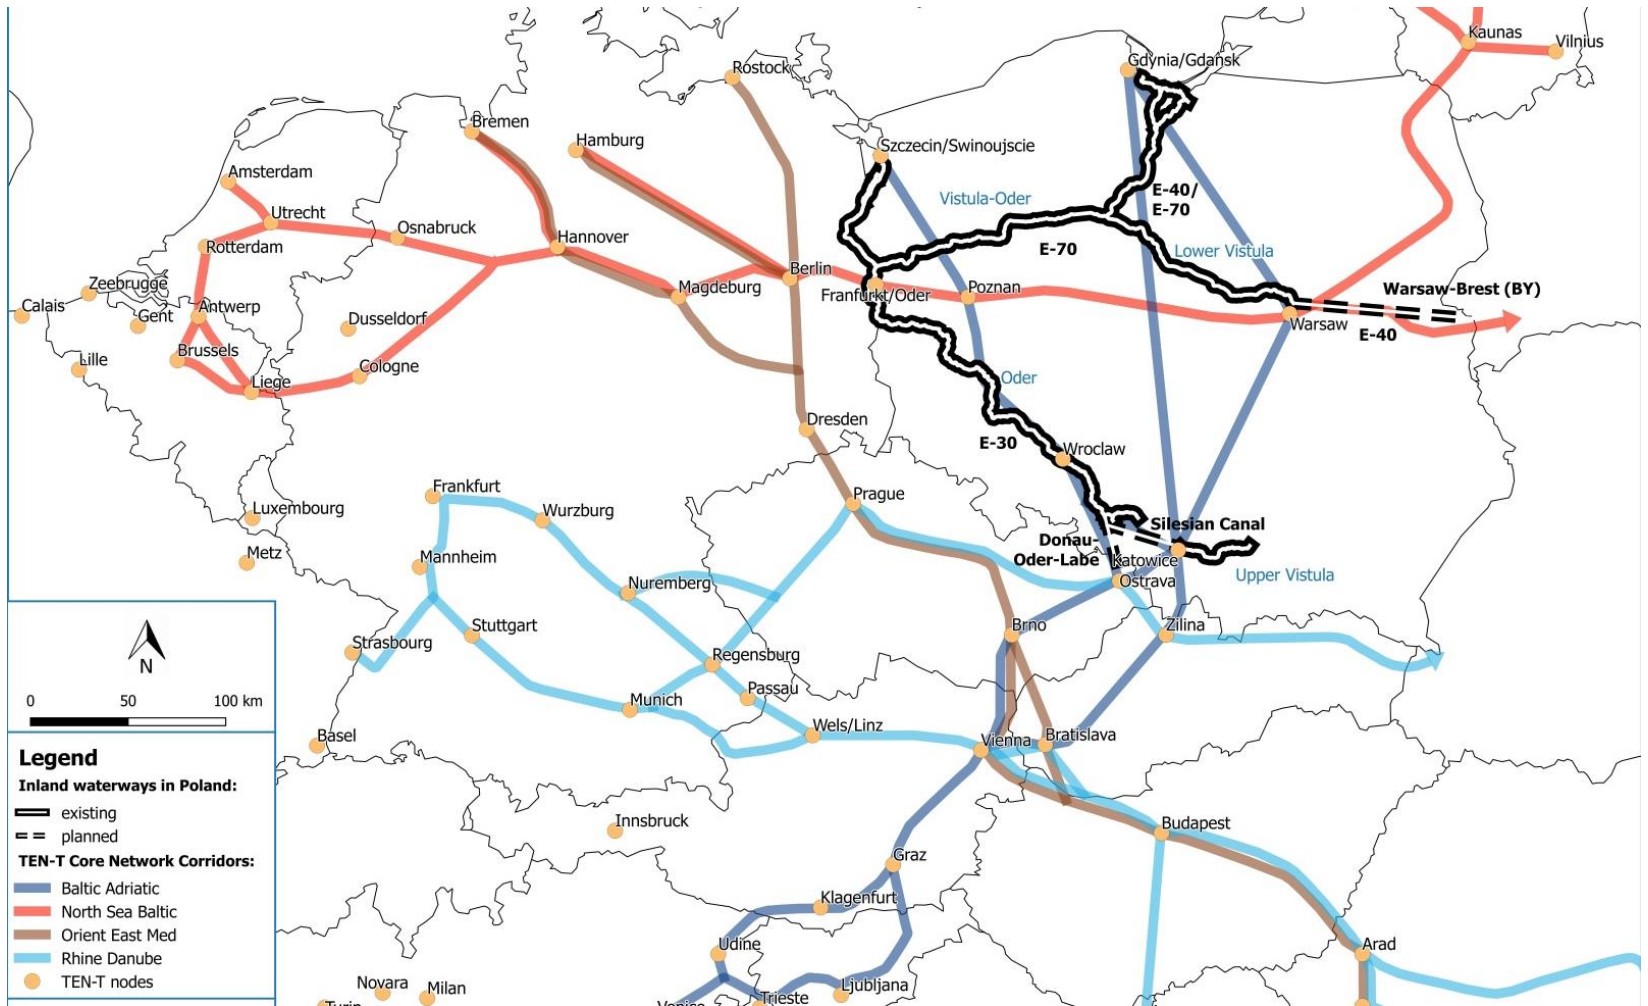 Kaunas
Vilnius
Gdynia/Gdańsk
Rostock
Bremen
Hamburg
Szczecin/Swinoujscie
Amsterdam
Vistula-Oder
E-40/
E-70
Utrecht
Osnabruck
Hannover
Rotterdam
E-70
Lower Vistula
Berlin
Zeebrugge
Magdeburg
Franfurkt/Oder
Poznan
Warsaw-Brest (BY)
Calais
Gent
Antwerp
Dusseldorf
Warsaw
E-40
Brussels
Lille
Cologne
Liege
Oder
Dresden
E-30
Wroclaw
Frankfurt
Prague
Luxembourg
Wurzburg
Silesian Canal
Donau-
Oder-Labe
Metz
Mannheim
Katowice
Ostrava
Upper Vistula
Nuremberg
Stuttgart
Brno
Zilina
Strasbourg
Regensburg
Passau
Munich
Wels/Linz
Basel
Vienna
Bratislava
Innsbruck
Budapest
Graz
Klagenfurt
Udine
Arad
Novara
Milan
Ljubljana
Turin
Venice
Trieste
N
0 50 100 km
Legend
Inland waterways in Poland:
existing
planned
TEN-T Core Network Corridors:
Baltic Adriatic
North Sea Baltic
Orient East Med
Rhine Danube
TEN-T nodes